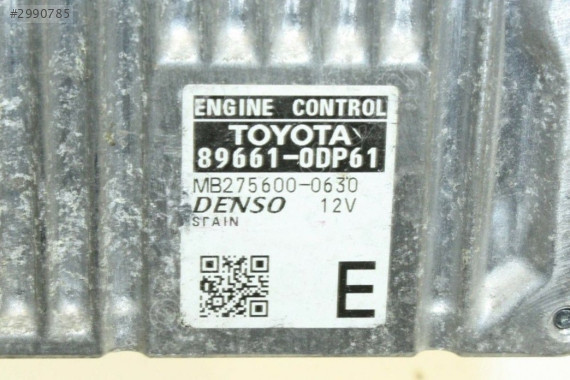 #2990785
ENGINE CONTROL
TOYOTA
89661-0DP61
MB275600-0630
DENSO 12V
SPAIN
E